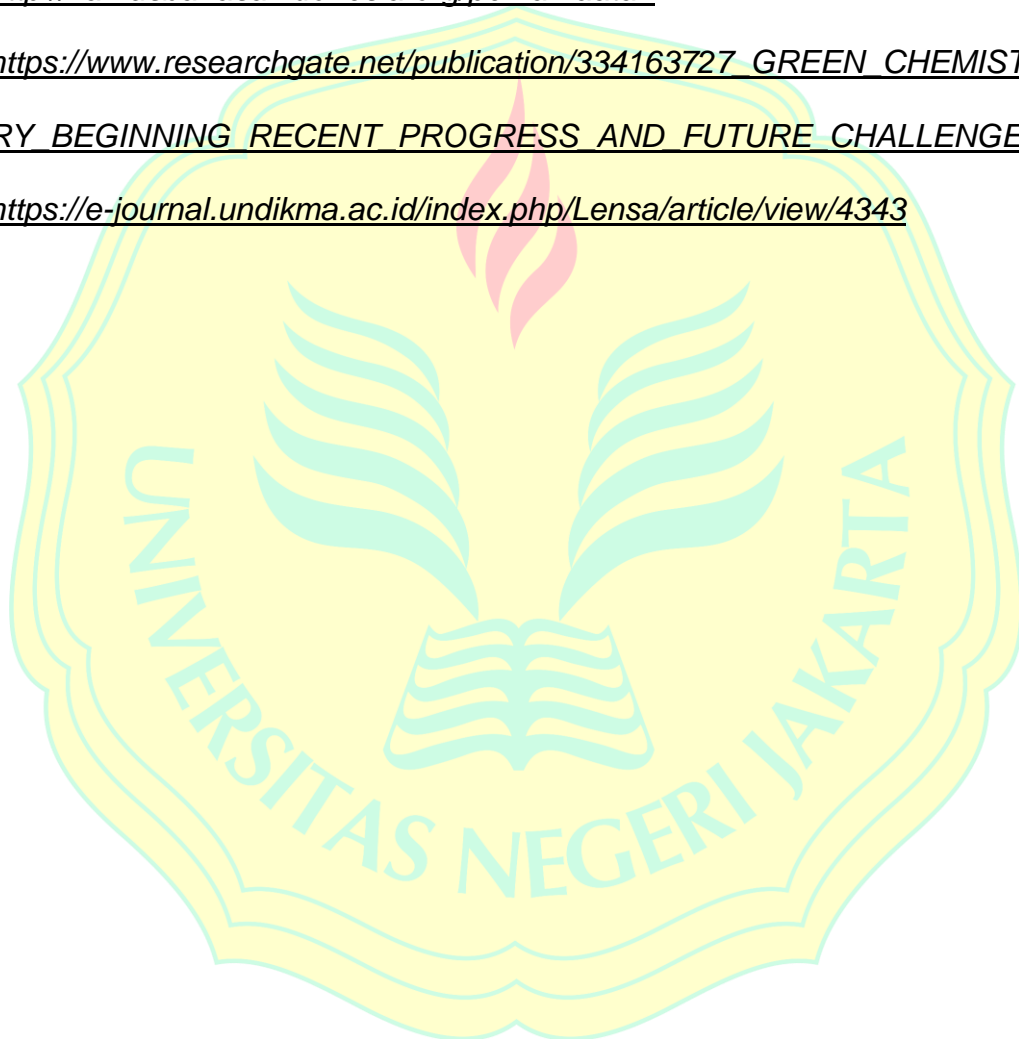 https://www.researchgate.net/publication/334163727_GREEN_CHEMIST
RY_BEGINNING_RECENT_PROGRESS_AND_FUTURE_CHALLENGE
https://e-journal.undikma.ac.id/index.php/Lensa/article/view/4343
UNIVERSITAS NEGERI JAKARTA